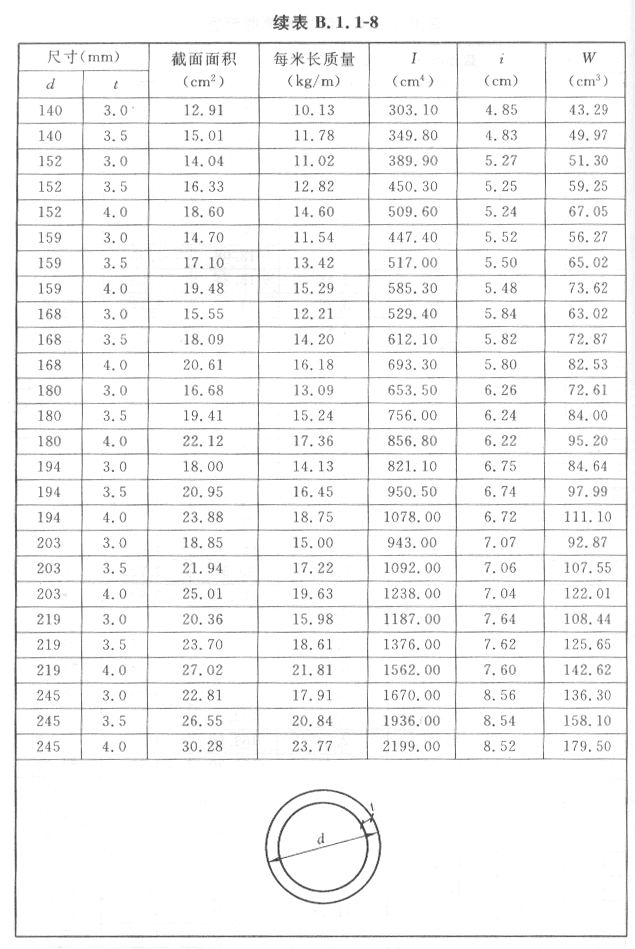 续表 B.1.1-8
尺寸(mm) 截面面积 (cm²) 每米长质量 (kg/m) I (cm⁴) i (cm) W (cm³)
d t
140 3.0 12.91 10.13 303.10 4.85 43.29
140 3.5 15.01 11.78 349.80 4.83 49.97
152 3.0 14.04 11.02 389.90 5.27 51.30
152 3.5 16.33 12.82 450.30 5.25 59.25
152 4.0 18.60 14.60 509.60 5.24 67.05
159 3.0 14.70 11.54 447.40 5.52 56.27
159 3.5 17.10 13.42 517.00 5.50 65.02
159 4.0 19.48 15.29 585.30 5.48 73.62
168 3.0 15.55 12.21 529.40 5.84 63.02
168 3.5 18.09 14.20 612.10 5.82 72.87
168 4.0 20.61 16.18 693.30 5.80 82.53
180 3.0 16.68 13.09 653.50 6.26 72.61
180 3.5 19.41 15.24 756.00 6.24 84.00
180 4.0 22.12 17.36 856.80 6.22 95.20
194 3.0 18.00 14.13 821.10 6.75 84.64
194 3.5 20.95 16.45 950.50 6.74 97.99
194 4.0 23.88 18.75 1078.00 6.72 111.10
203 3.0 18.85 15.00 943.00 7.07 92.87
203 3.5 21.94 17.22 1092.00 7.06 107.55
203 4.0 25.01 19.63 1238.00 7.04 122.01
219 3.0 20.36 15.98 1187.00 7.64 108.44
219 3.5 23.70 18.61 1376.00 7.62 125.65
219 4.0 27.02 21.81 1562.00 7.60 142.62
245 3.0 22.81 17.91 1670.00 8.56 136.30
245 3.5 26.55 20.84 1936.00 8.54 158.10
245 4.0 30.28 23.77 2199.00 8.52 179.50
t
d